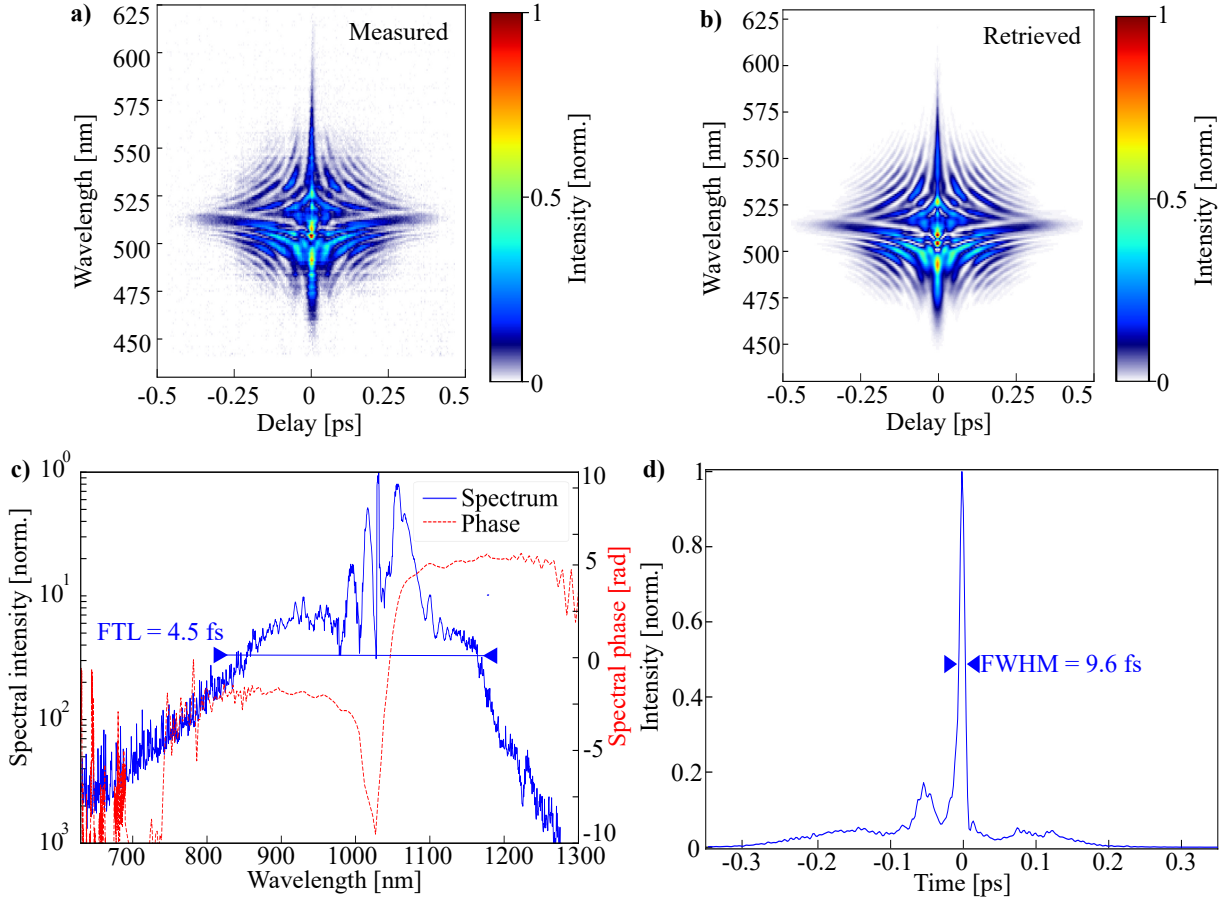 a)
Measured
625
600
575
550
525
500
475
450
Wavelength [nm]
-0.5
-0.25
0
0.25
0.5
Delay [ps]
1
0.5
0
Intensity [norm.]
b)
Retrieved
625
600
575
550
525
500
475
450
Wavelength [nm]
-0.5
-0.25
0
0.25
0.5
Delay [ps]
1
0.5
0
Intensity [norm.]
c)
10^0
10^1
10^2
10^3
Spectral intensity [norm.]
Spectrum
Phase
FTL = 4.5 fs
10
5
0
-5
-10
Spectral phase [rad]
700
800
900
1000
1100
1200
1300
Wavelength [nm]
d)
1
0.8
0.6
0.4
0.2
0
Intensity [norm.]
FWHM = 9.6 fs
-0.3
-0.2
-0.1
0
0.1
0.2
0.3
Time [ps]